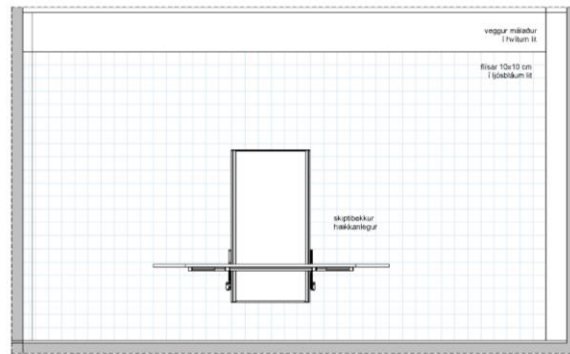 veggur málaður
í hvítum lit
flísar 10x10 cm
í ljósbláum lit
skiptibekkur
hækkanlegur